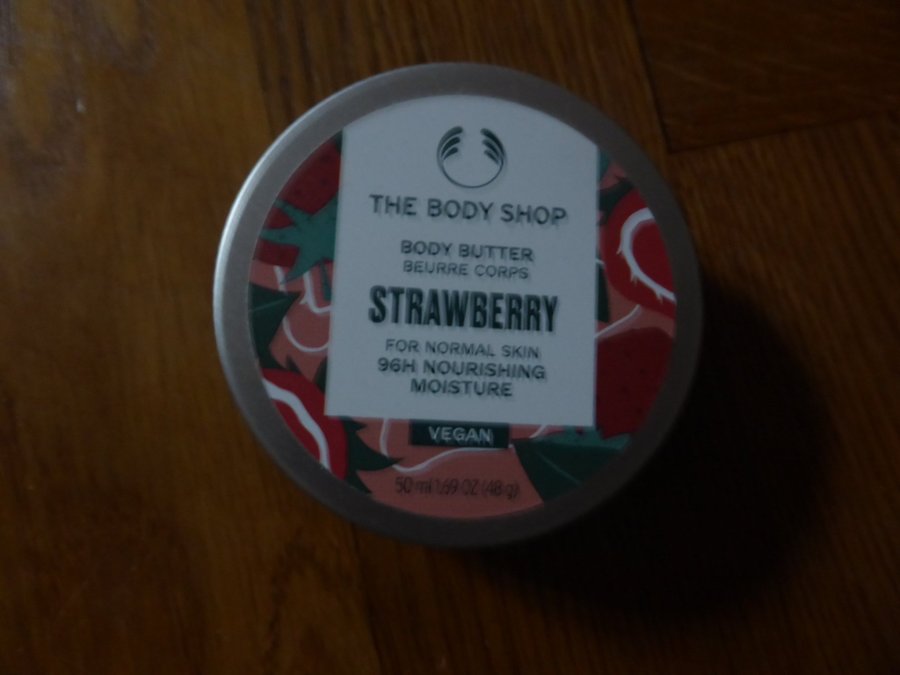 THE BODY SHOP
BODY BUTTER
BEURRE CORPS
STRAWBERRY
FOR NORMAL SKIN
96H NOURISHING
MOISTURE
VEGAN
50 ml 1.69 OZ (48 g)